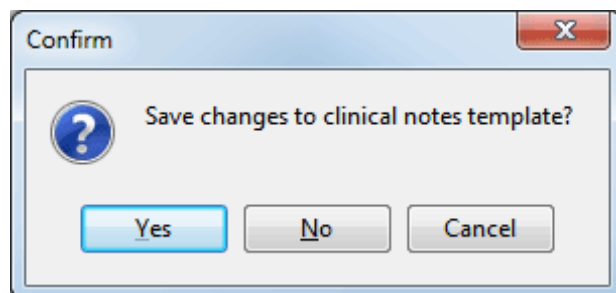 Confirm
Save changes to clinical notes template?
Yes No Cancel